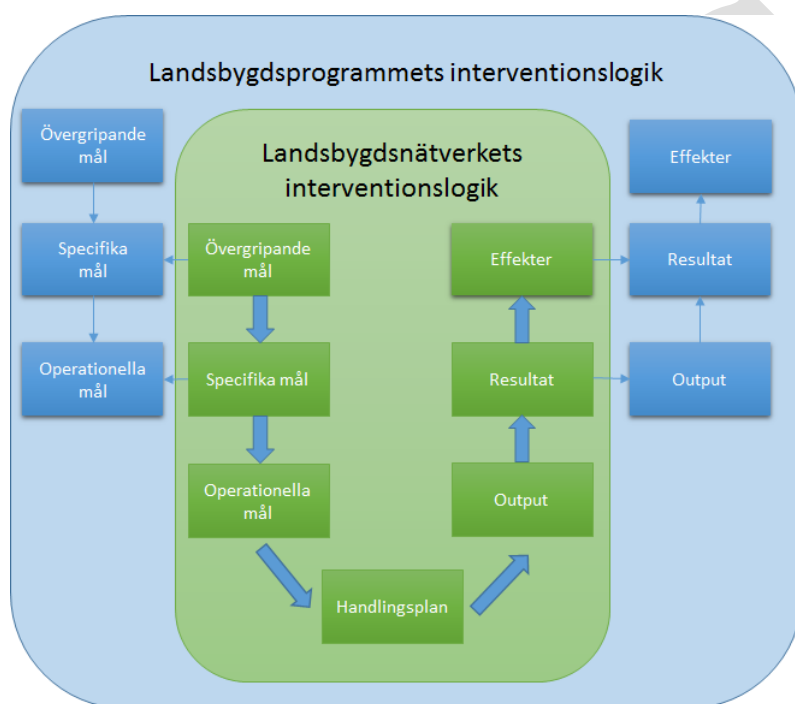 Landsbygdsprogrammets interventionslogik
Övergripande
mål
Specifika
mål
Operationella
mål
Landsbygdsnätverkets
interventionslogik
Övergripande
mål
Specifika mål
Operationella
mål
Handlingsplan
Effekter
Resultat
Output
Effekter
Resultat
Output